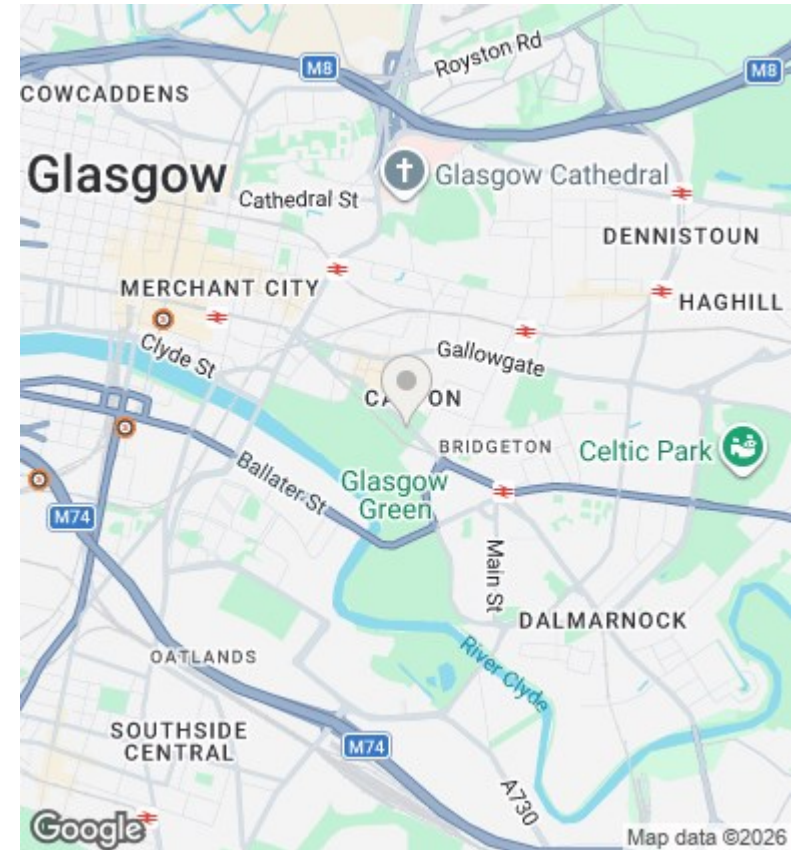 Royston Rd
M8
M8
COWCADDENS
Glasgow
Glasgow Cathedral
Cathedral St
DENNISTOUN
MERCHANT CITY
HAGHILL
Clyde St
Gallowgate
BRIDGETON
Celtic Park
Ballater St
Glasgow
Green
M74
Main St
DALMARNOCK
OATLANDS
River Clyde
SOUTHSIDE
CENTRAL
M74
A730
Google
Map data ©2026